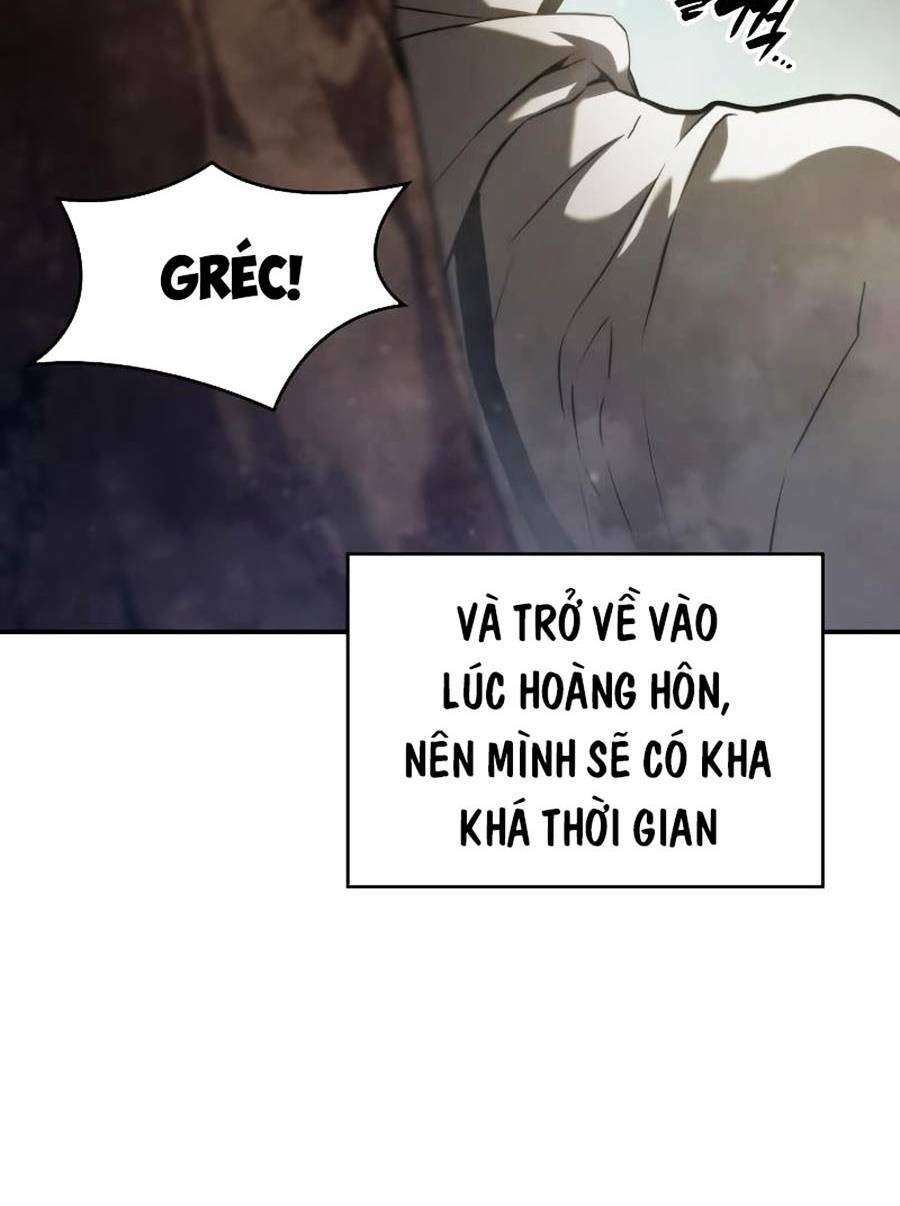 GRÉC!
VÀ TRỞ VỀ VÀO
LÚC HOÀNG HÔN,
NÊN MÌNH SẼ CÓ KHA
KHÁ THỜI GIAN